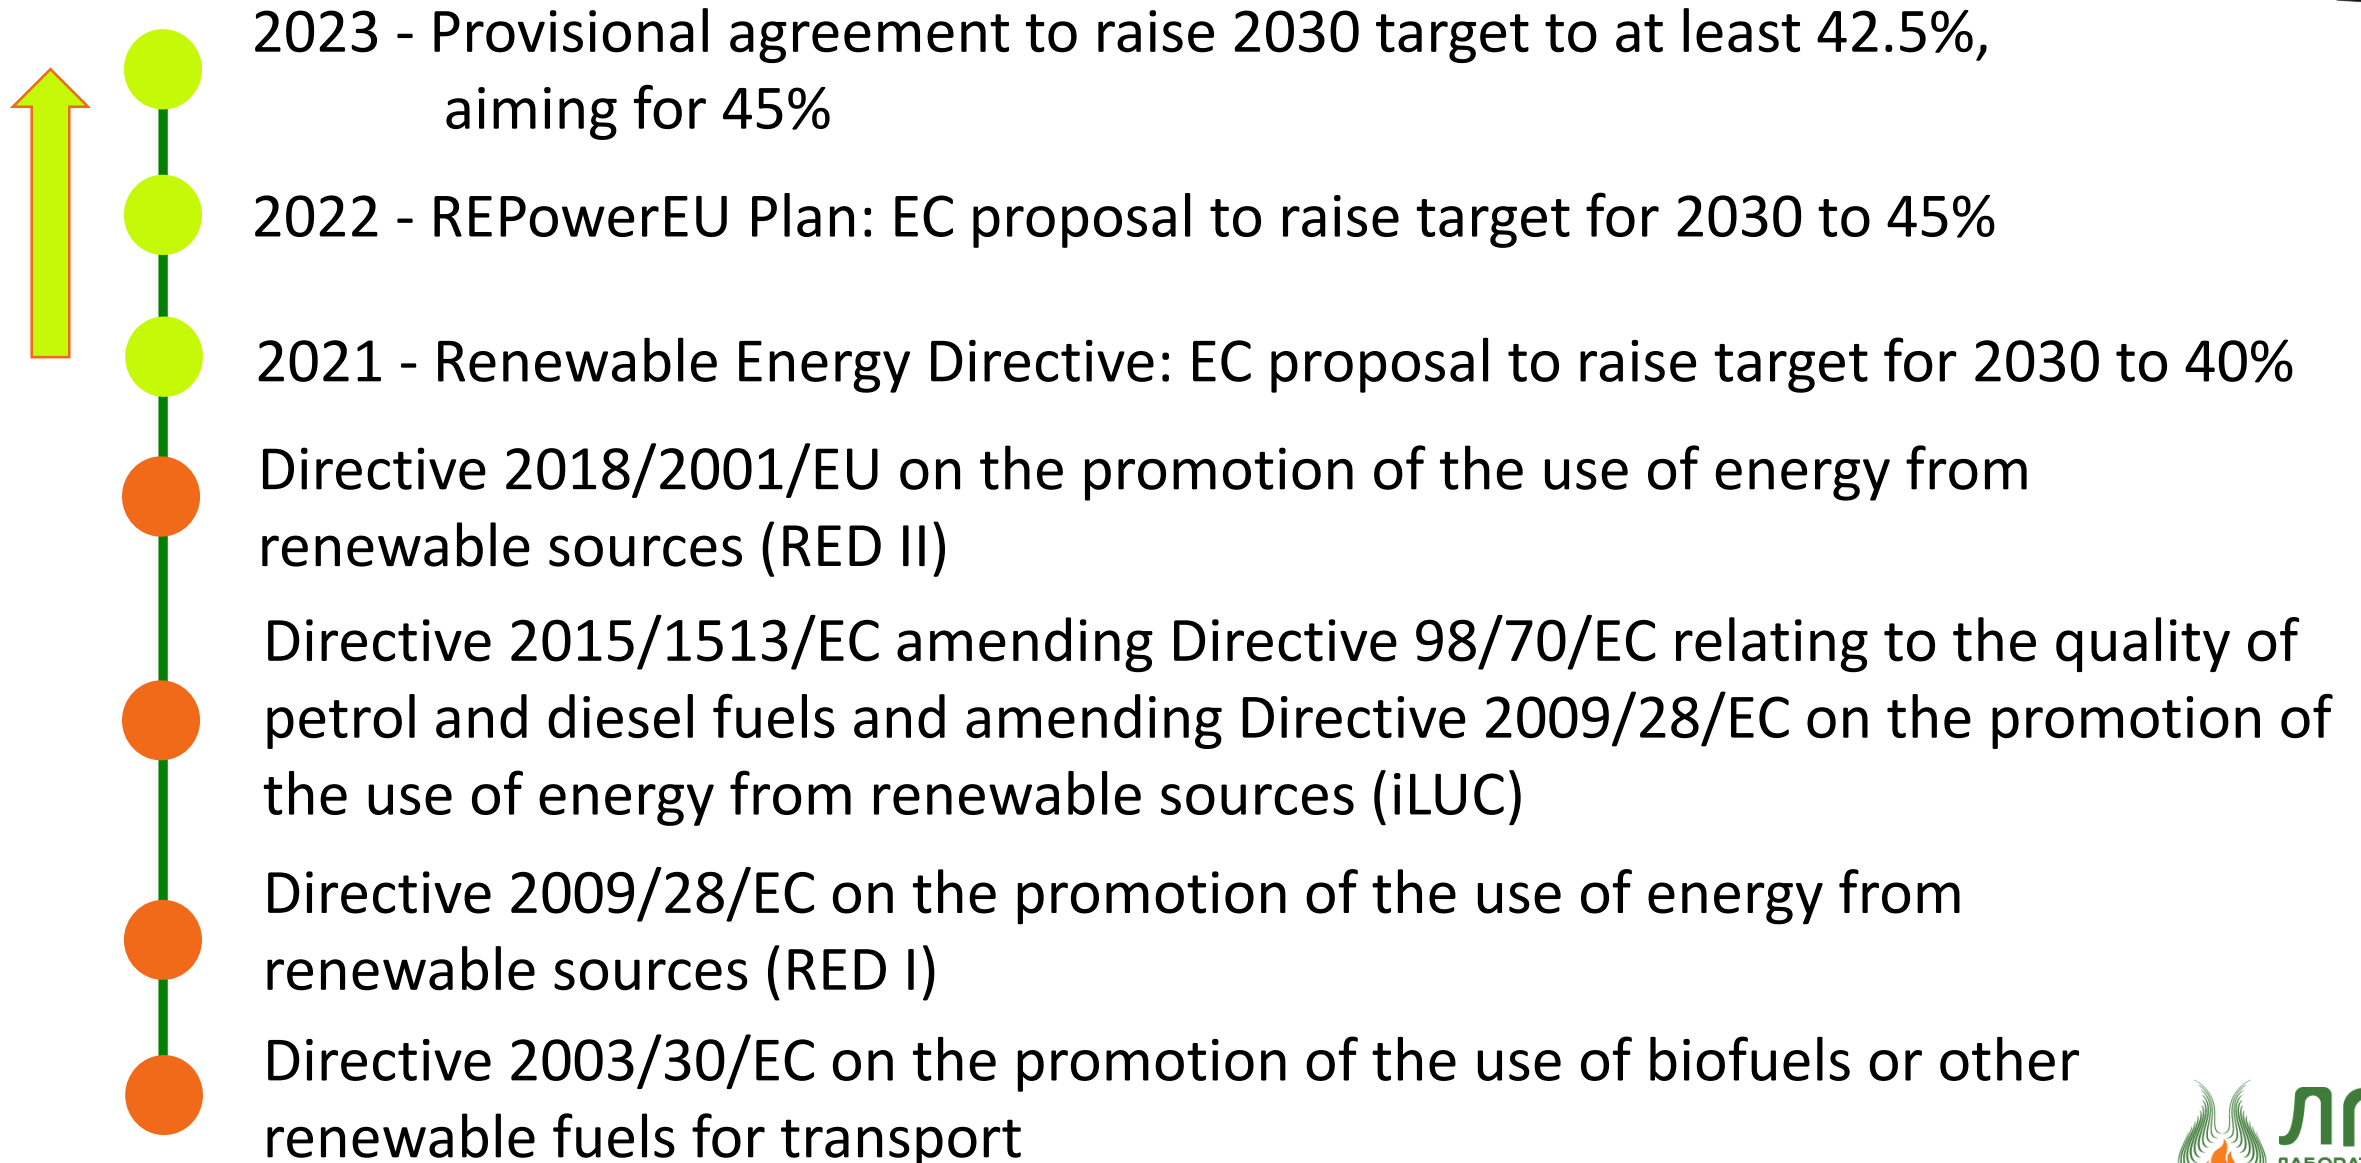 2023 - Provisional agreement to raise 2030 target to at least 42.5%,
aiming for 45%
2022 - REPowerEU Plan: EC proposal to raise target for 2030 to 45%
2021 - Renewable Energy Directive: EC proposal to raise target for 2030 to 40%
Directive 2018/2001/EU on the promotion of the use of energy from
renewable sources (RED II)
Directive 2015/1513/EC amending Directive 98/70/EC relating to the quality of
petrol and diesel fuels and amending Directive 2009/28/EC on the promotion of
the use of energy from renewable sources (iLUC)
Directive 2009/28/EC on the promotion of the use of energy from
renewable sources (RED I)
Directive 2003/30/EC on the promotion of the use of biofuels or other
renewable fuels for transport